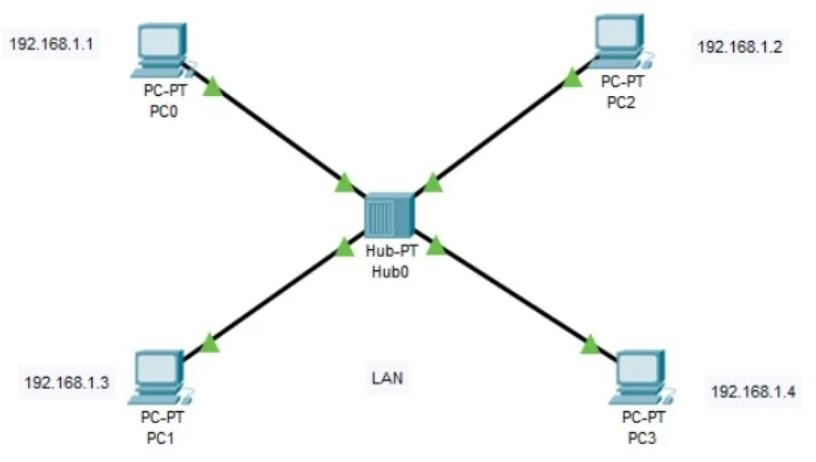 192.168.1.1
PC-PT
PC0
192.168.1.2
PC-PT
PC2
Hub-PT
Hub0
192.168.1.3
PC-PT
PC1
LAN
192.168.1.4
PC-PT
PC3